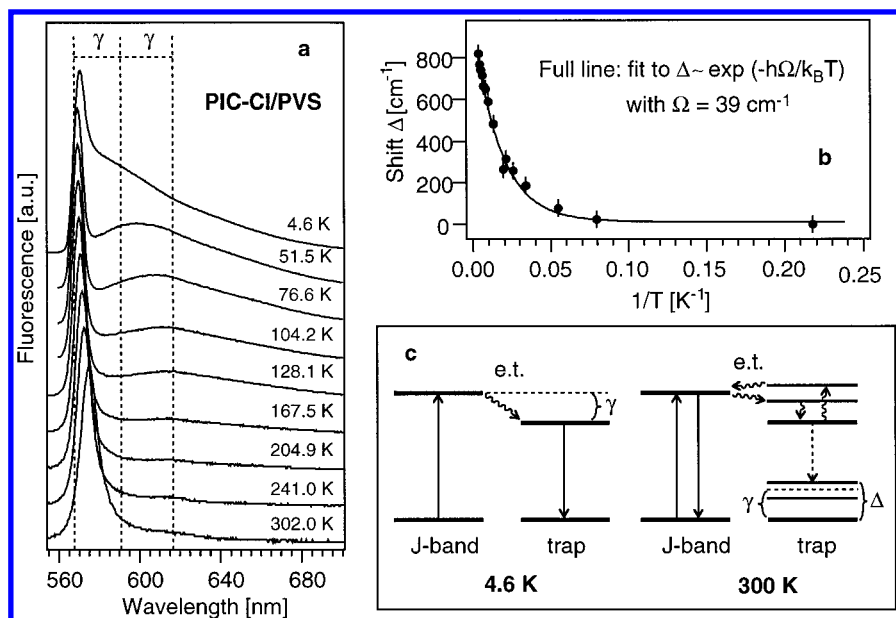 γ γ
a
PIC-Cl/PVS
Fluorescence [a.u.]
4.6 K
51.5 K
76.6 K
104.2 K
128.1 K
167.5 K
204.9 K
241.0 K
302.0 K
560 600 640 680
Wavelength [nm]
Shift Δ [cm⁻¹]
800
600
400
200
0
Full line: fit to Δ~ exp (-hΩ/k_BT)
with Ω = 39 cm⁻¹
b
0.00 0.05 0.10 0.15 0.20 0.25
1/T [K⁻¹]
c
e.t. e.t.
γ
γ Δ
J-band trap J-band trap
4.6 K 300 K